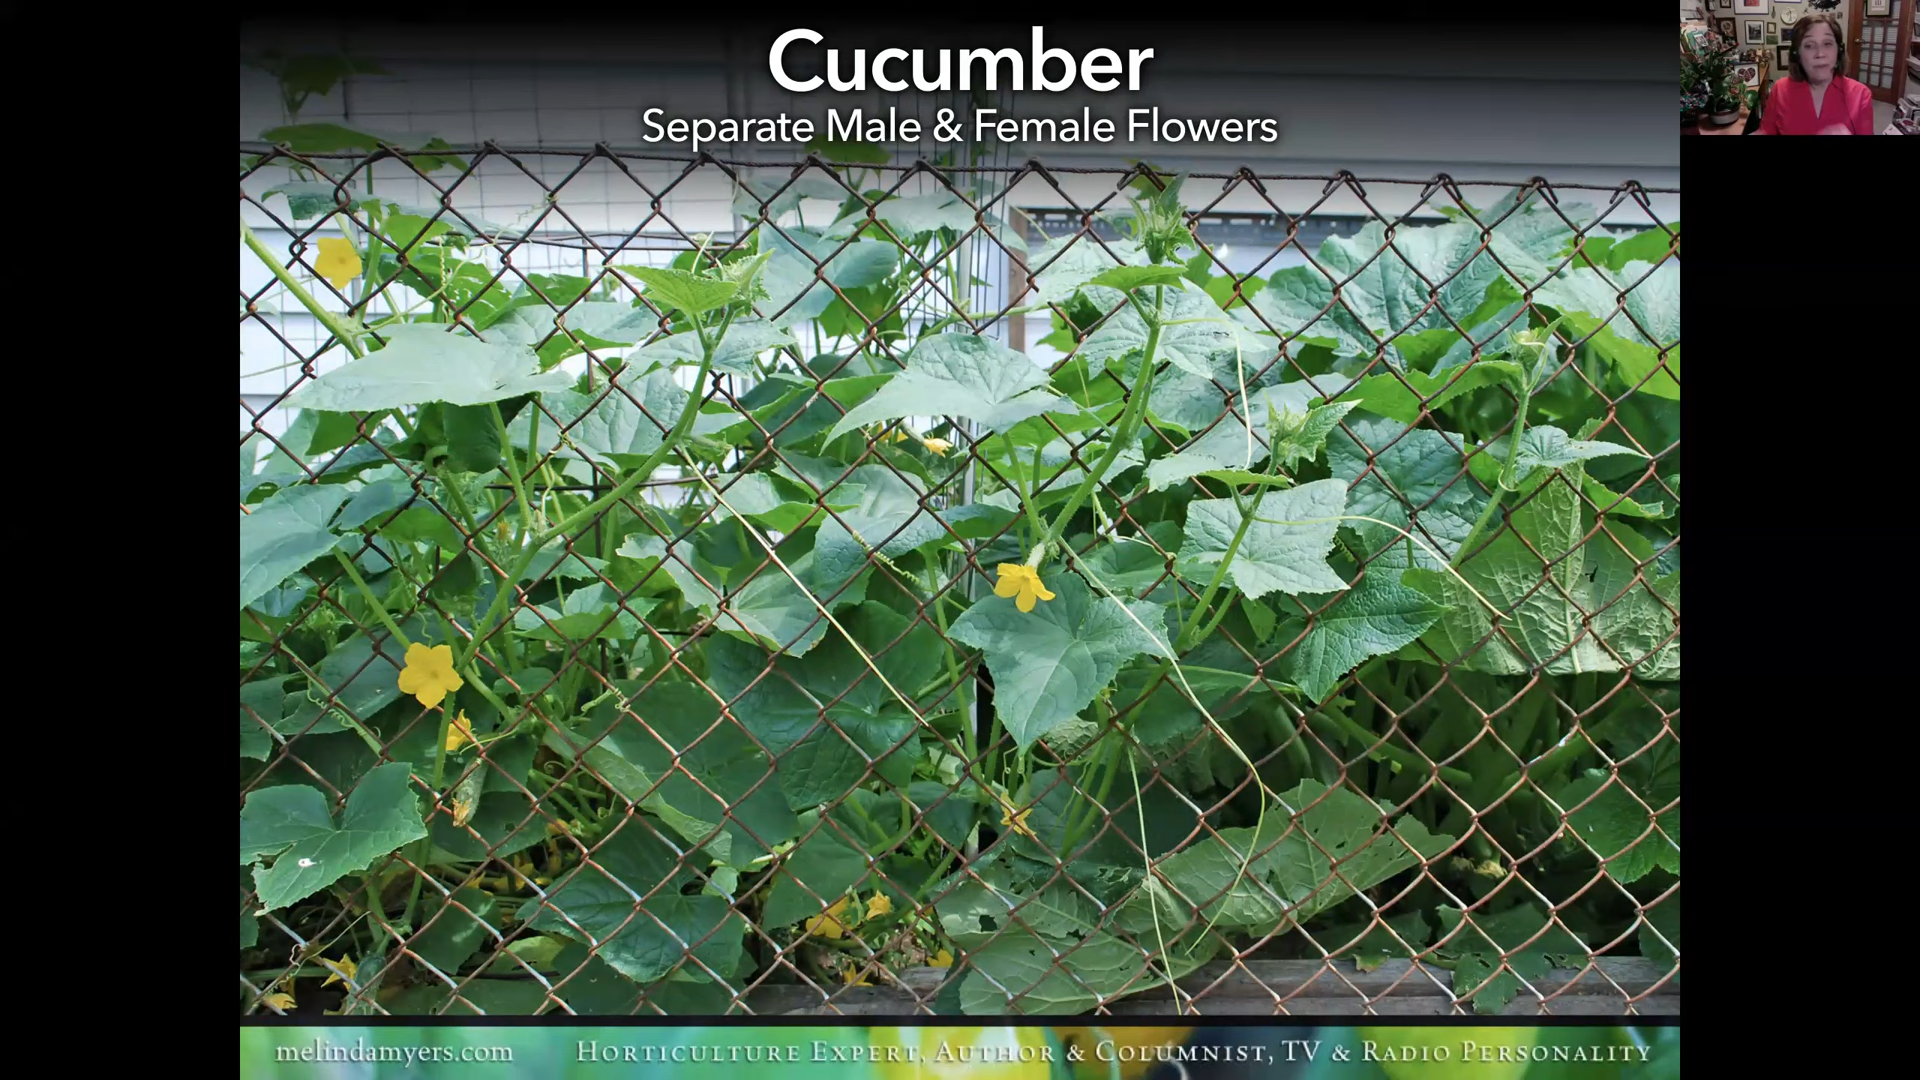 Cucumber
Separate Male & Female Flowers
melindamyers.com
Horticulture Expert, Author & Columnist, TV & Radio Personality